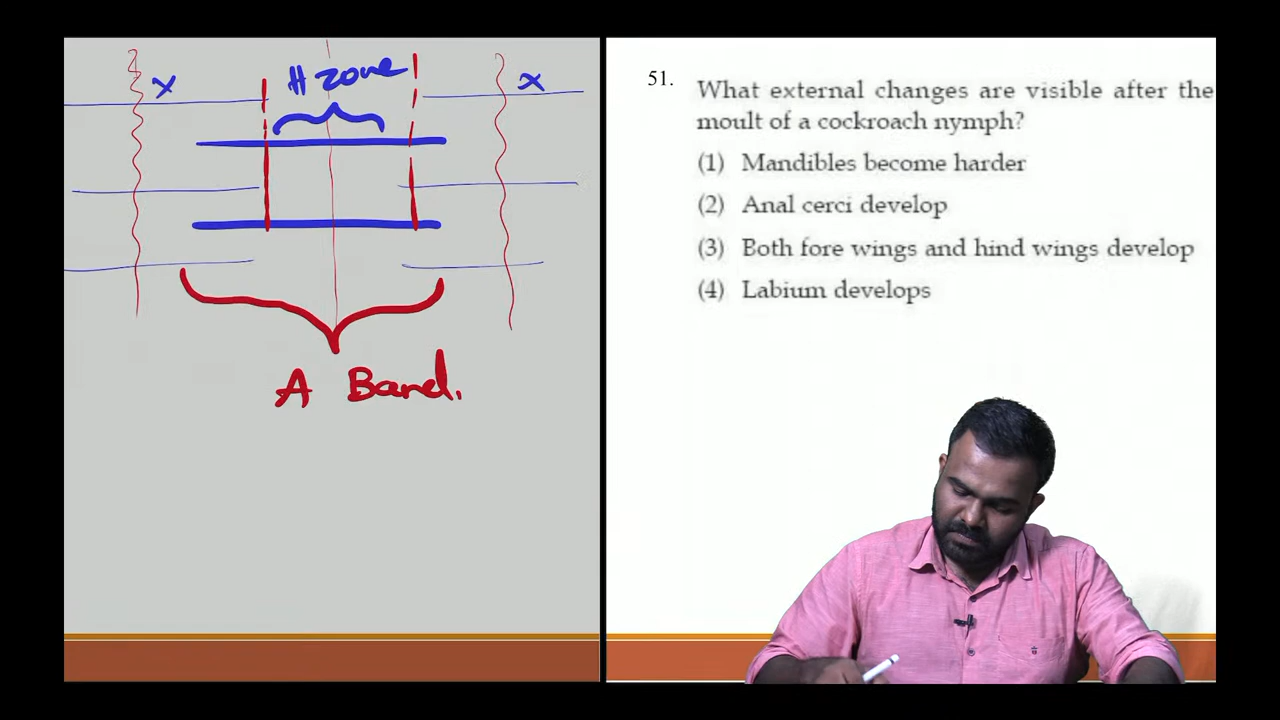 x
H zone
x
A Band.
51. What external changes are visible after the
moult of a cockroach nymph?
(1) Mandibles become harder
(2) Anal cerci develop
(3) Both fore wings and hind wings develop
(4) Labium develops